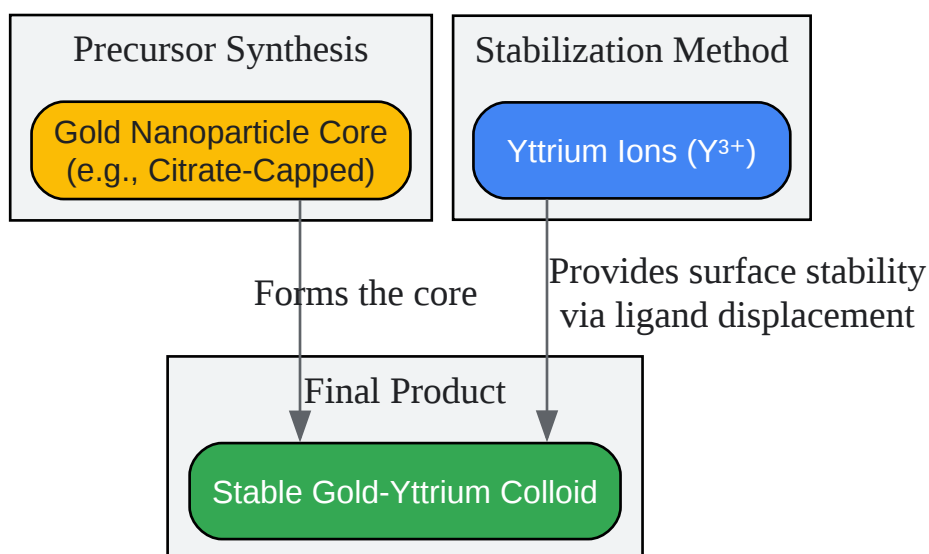 Precursor Synthesis
Gold Nanoparticle Core
(e.g., Citrate-Capped)
Stabilization Method
Yttrium Ions (Y³⁺)
Forms the core
Provides surface stability
via ligand displacement
Final Product
Stable Gold-Yttrium Colloid